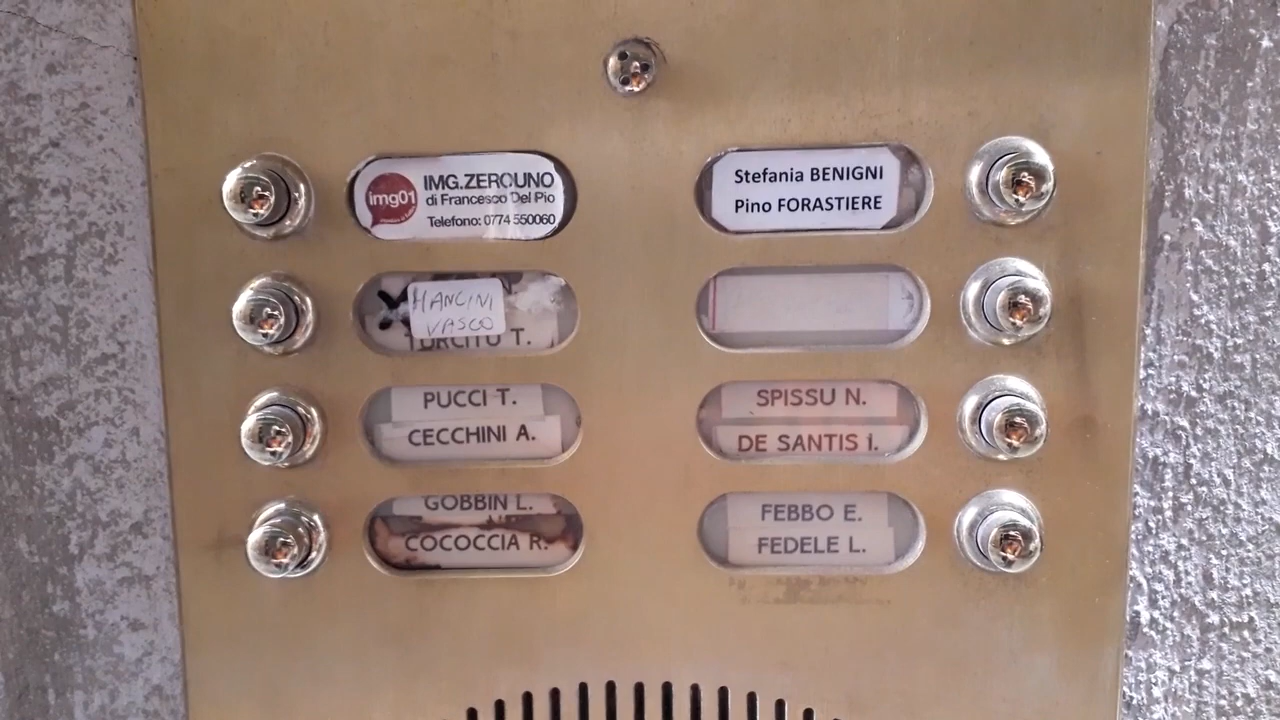 img01
IMG.ZEROUNO
di Francesco Del Pio
Telefono: 0774 550060
Stefania BENIGNI
Pino FORASTIERE
MANCINI
VASCO
TURCITU T.
PUCCI T.
CECCHINI A.
SPISSU N.
DE SANTIS I.
GOBBIN L.
COCOCCIA R.
FEBBO E.
FEDELE L.